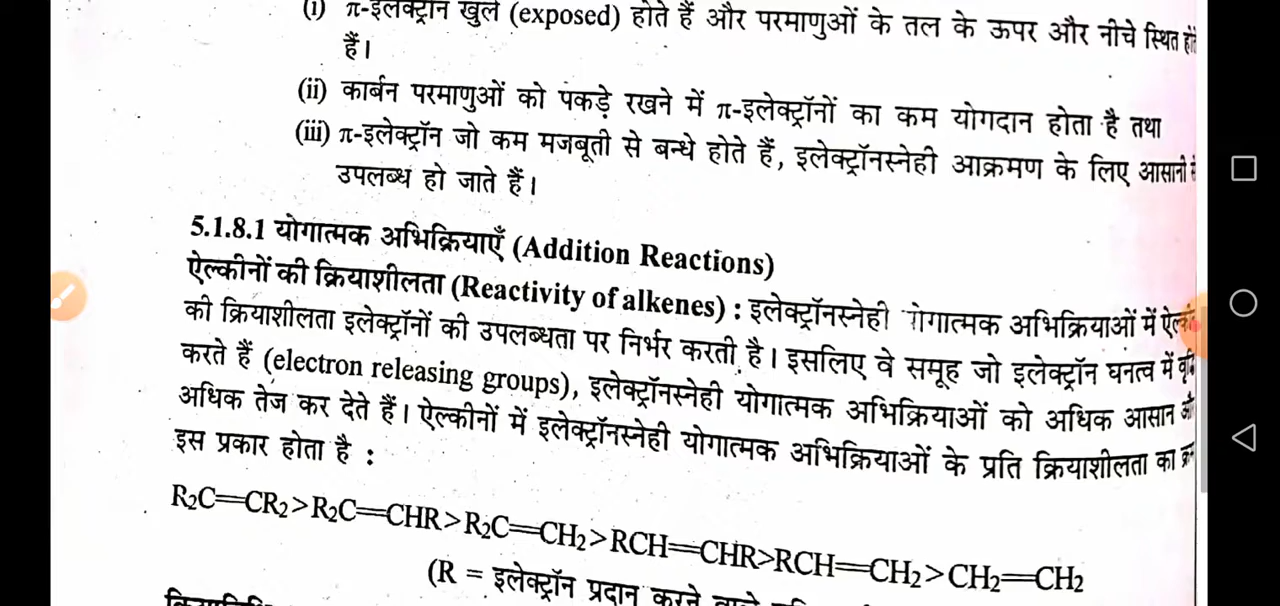 (i) π-इलेक्ट्रॉन खुले (exposed) होते हैं और परमाणुओं के तल के ऊपर और नीचे स्थित होते
हैं।
(ii) कार्बन परमाणुओं को पकड़े रखने में π-इलेक्ट्रॉनों का कम योगदान होता है तथा
(iii) π-इलेक्ट्रॉन जो कम मजबूती से बन्धे होते हैं, इलेक्ट्रॉनस्नेही आक्रमण के लिए आसानी से
उपलब्ध हो जाते हैं।
5.1.8.1 योगात्मक अभिक्रियाएँ (Addition Reactions)
ऐल्कीनों की क्रियाशीलता (Reactivity of alkenes) : इलेक्ट्रॉनस्नेही योगात्मक अभिक्रियाओं में
की क्रियाशीलता इलेक्ट्रॉनों की उपलब्धता पर निर्भर करती है। इसलिए वे समूह जो इलेक्ट्रॉन घनत्व में
करते हैं (electron releasing groups), इलेक्ट्रॉनस्नेही योगात्मक अभिक्रियाओं को अधिक आसान
अधिक तेज कर देते हैं। ऐल्कीनों में इलेक्ट्रॉनस्नेही योगात्मक अभिक्रियाओं के प्रति क्रियाशीलता का
इस प्रकार होता है :
R₂C=CR₂>R₂C=CHR>R₂C=CH₂>RCH=CHR>RCH=CH₂>CH₂=CH₂
(R = इलेक्ट्रॉन प्रदान करने वाले